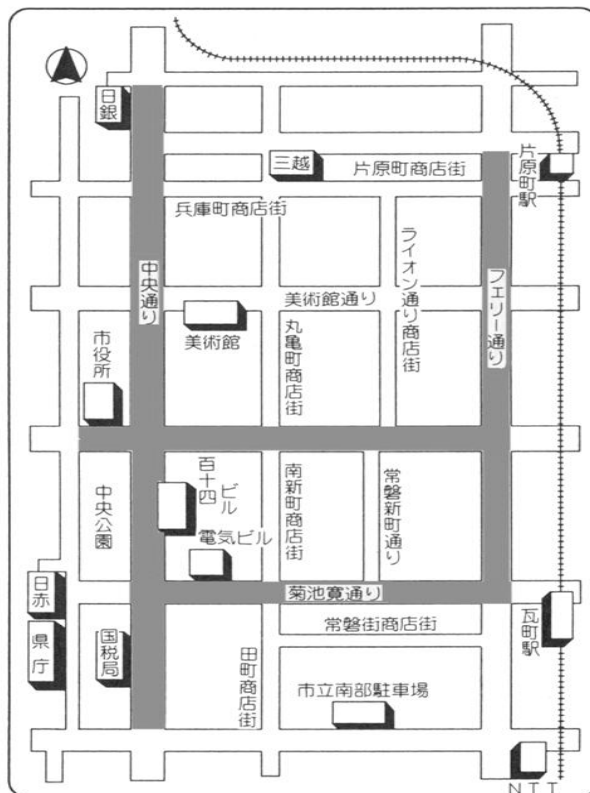 日銀
三越
片原町商店街
片原町駅
兵庫町商店街
中央通り
ライオン通り商店街
フェリー通り
美術館通り
美術館
丸亀町商店街
市役所
百十四ビル
南新町商店街
常磐新町通り
中央公園
電気ビル
日赤
菊池寛通り
瓦町駅
県庁
国税局
常磐街商店街
田町商店街
市立南部駐車場
NTT